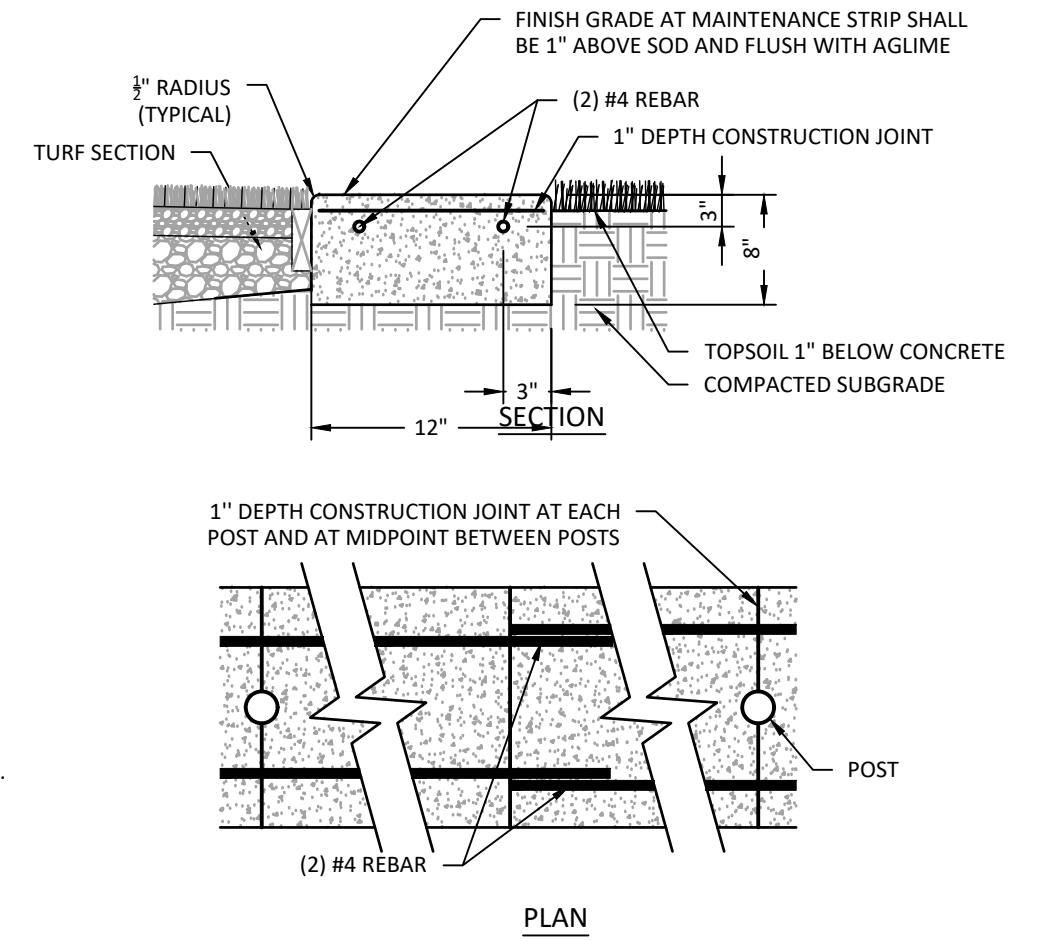 FINISH GRADE AT MAINTENANCE STRIP SHALL
BE 1" ABOVE SOD AND FLUSH WITH AGLIME
½" RADIUS
(TYPICAL)
(2) #4 REBAR
1" DEPTH CONSTRUCTION JOINT
TURF SECTION
3"
8"
TOPSOIL 1" BELOW CONCRETE
COMPACTED SUBGRADE
3"
12"
SECTION
1" DEPTH CONSTRUCTION JOINT AT EACH
POST AND AT MIDPOINT BETWEEN POSTS
POST
(2) #4 REBAR
PLAN